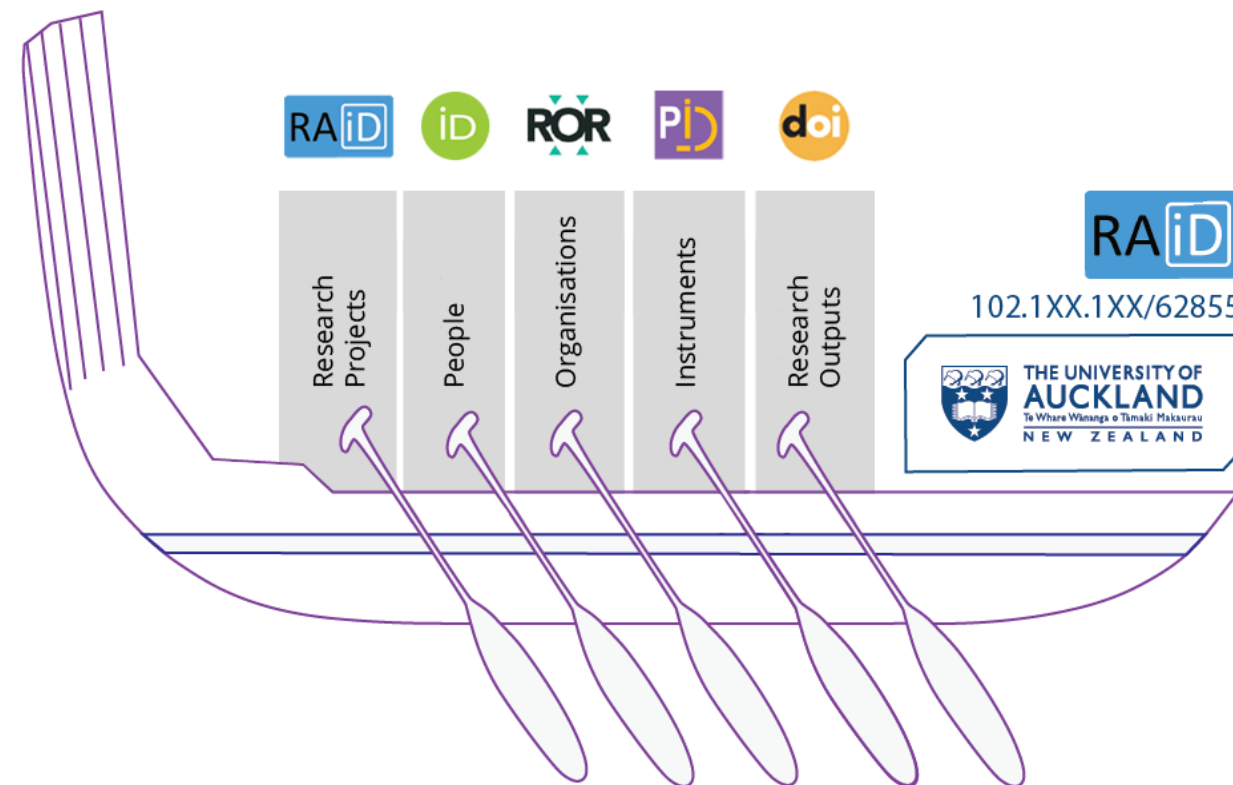 RAiD
iD
ROR
PiD
doi
Research
Projects
People
Organisations
Instruments
Research
Outputs
RAiD
102.1XX.1XX/62855
THE UNIVERSITY OF
AUCKLAND
Te Whare Wānanga o Tāmaki Makaurau
NEW ZEALAND